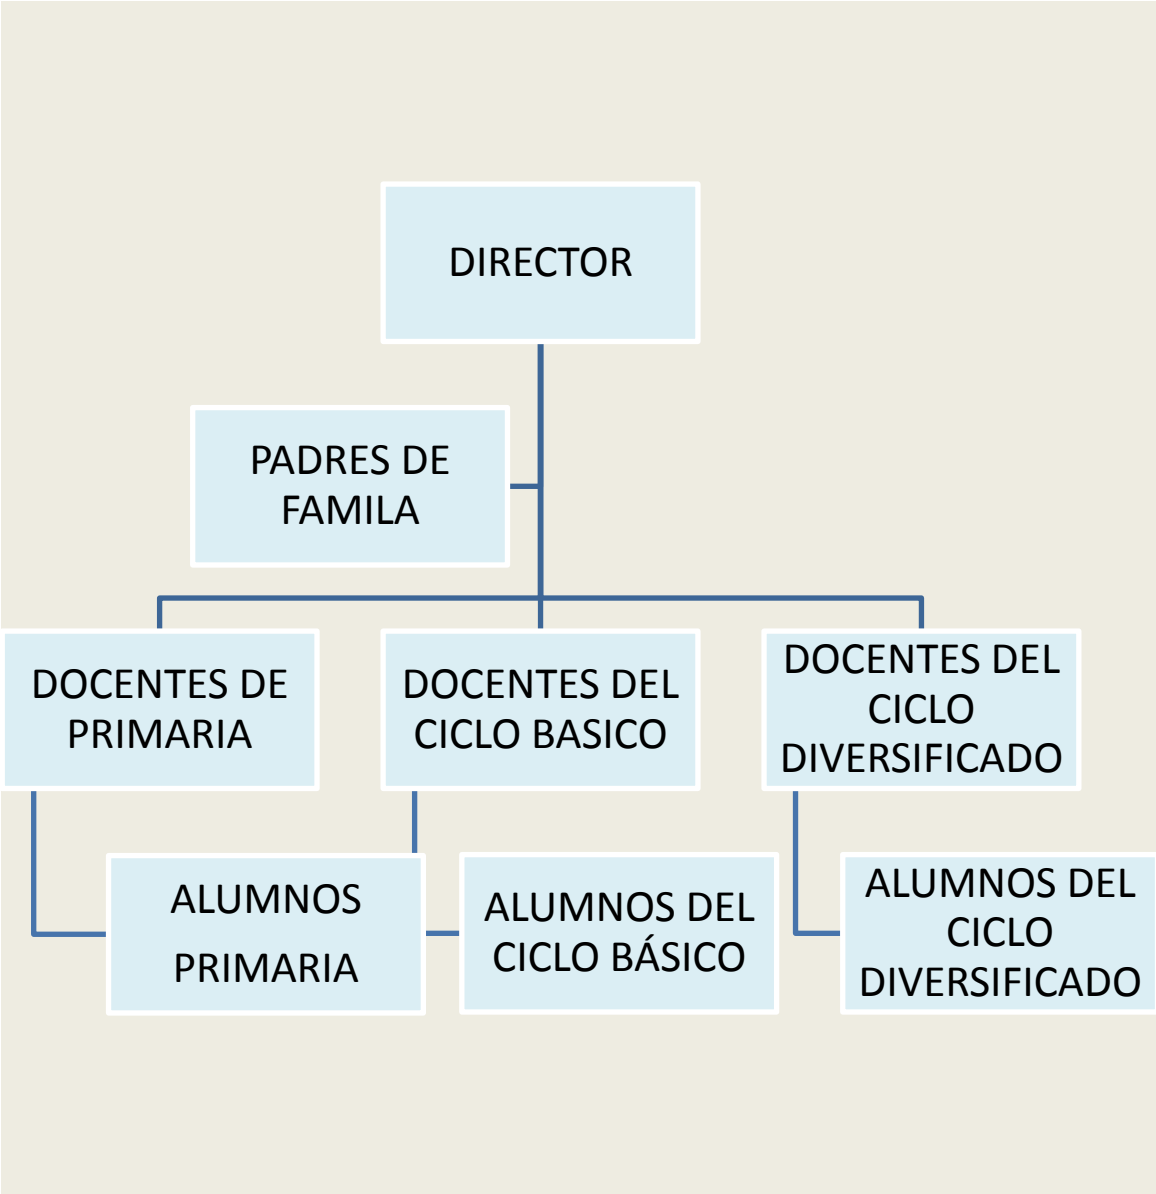 DIRECTOR
PADRES DE
FAMILA
DOCENTES DE
PRIMARIA
DOCENTES DEL
CICLO BASICO
DOCENTES DEL
CICLO
DIVERSIFICADO
ALUMNOS
PRIMARIA
ALUMNOS DEL
CICLO BÁSICO
ALUMNOS DEL
CICLO
DIVERSIFICADO